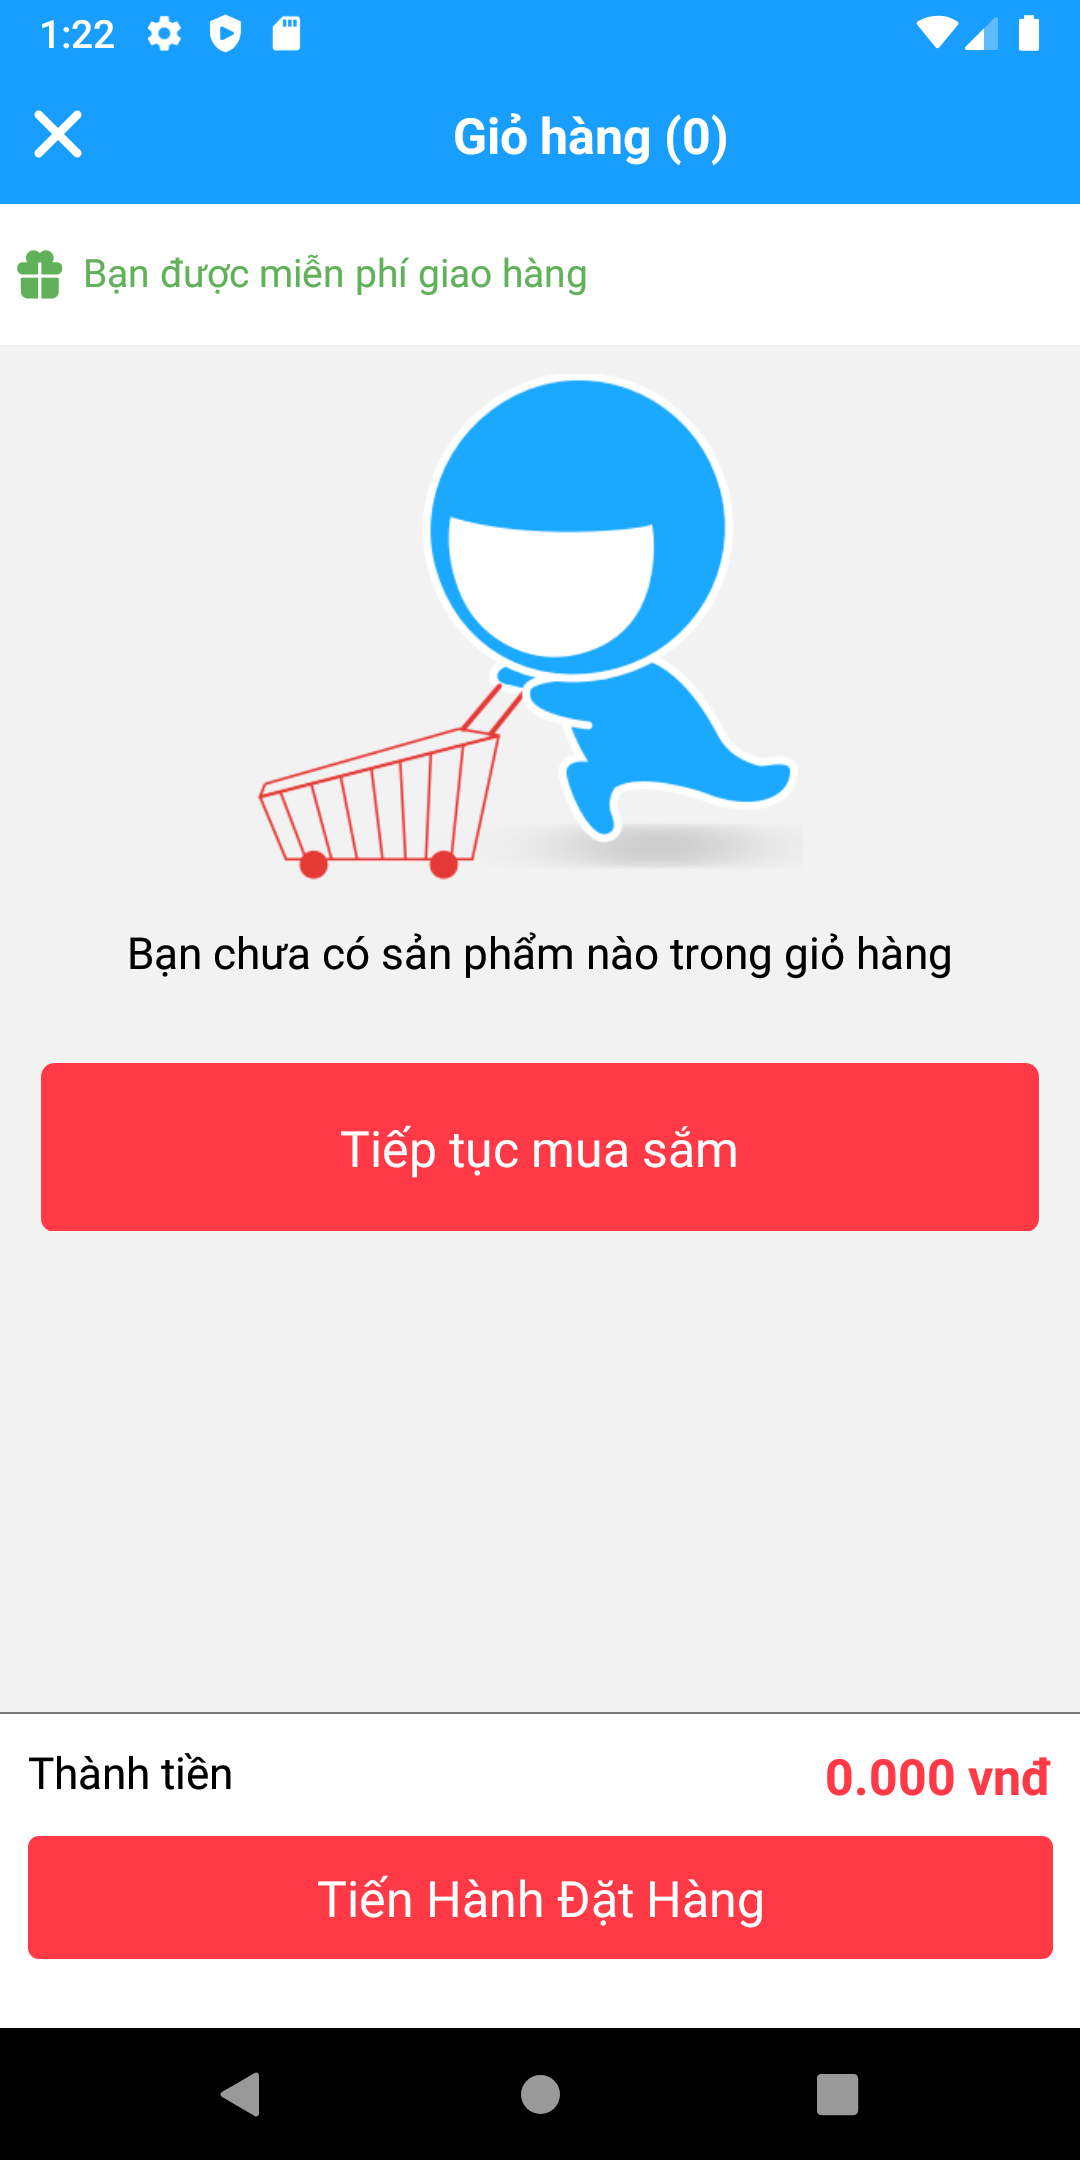 1:22
Giỏ hàng (0)
Bạn được miễn phí giao hàng
Bạn chưa có sản phẩm nào trong giỏ hàng
Tiếp tục mua sắm
Thành tiền
0.000 vnđ
Tiến Hành Đặt Hàng